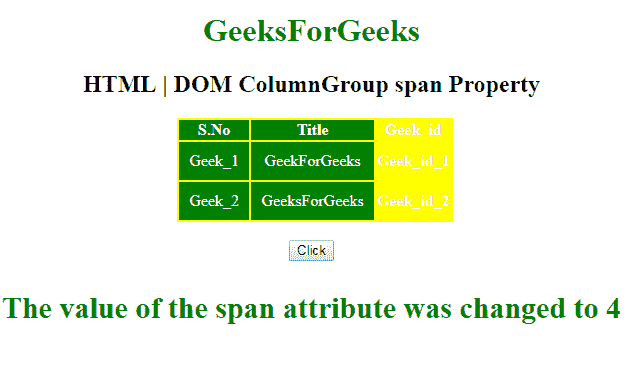 GeeksForGeeks
HTML | DOM ColumnGroup span Property
S.No Title Geek_id
Geek_1 GeekForGeeks Geek_id_1
Geek_2 GeeksForGeeks Geek_id_2
Click
The value of the span attribute was changed to 4